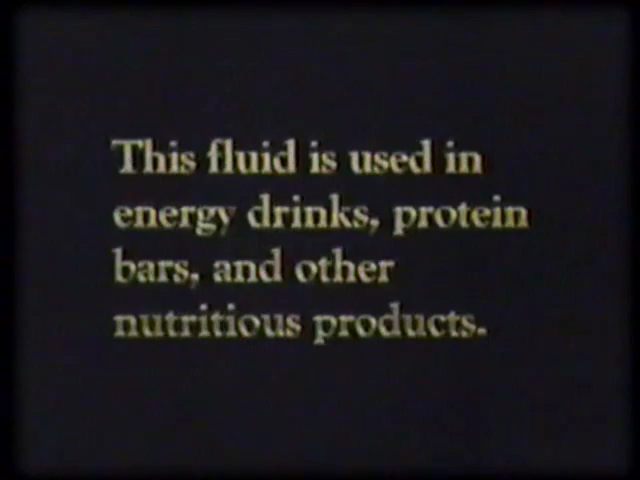 This fluid is used in
energy drinks, protein
bars, and other
nutritious products.